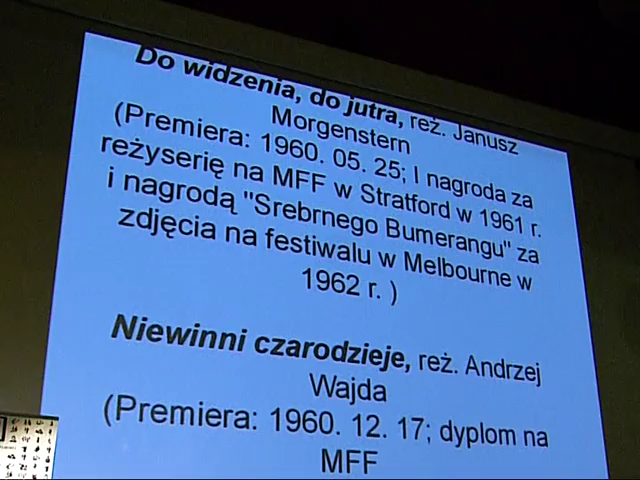 Do widzenia, do jutra, reż. Janusz
Morgenstern
(Premiera: 1960. 05. 25; I nagroda za
reżyserię na MFF w Stratford w 1961 r.
i nagrodą "Srebrnego Bumerangu" za
zdjęcia na festiwalu w Melbourne w
1962 r. )
Niewinni czarodzieje, reż. Andrzej
Wajda
(Premiera: 1960. 12. 17; dyplom na
MFF